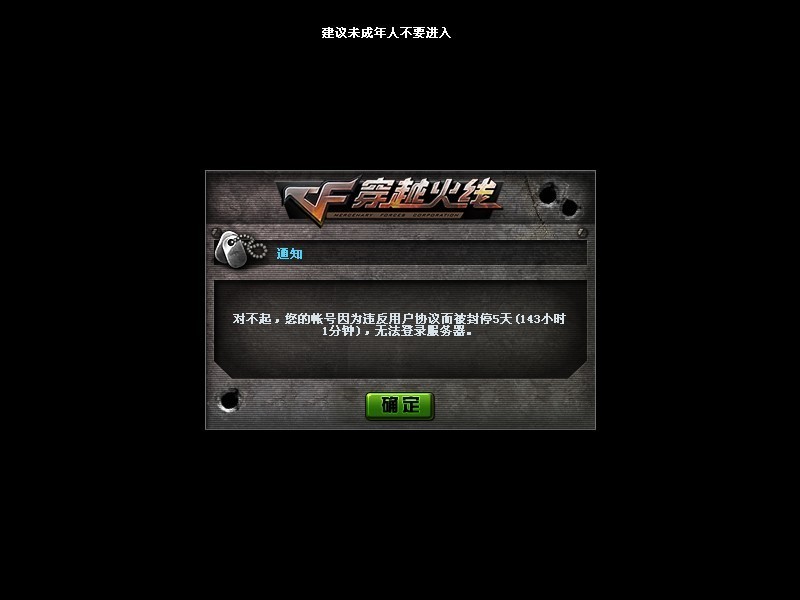 建议未成年人不要进入
CF穿越火线
MERCENARY FORCES CORPORATION
通知
对不起，您的帐号因为违反用户协议而被封停5天(143小时
1分钟)，无法登录服务器。
确定